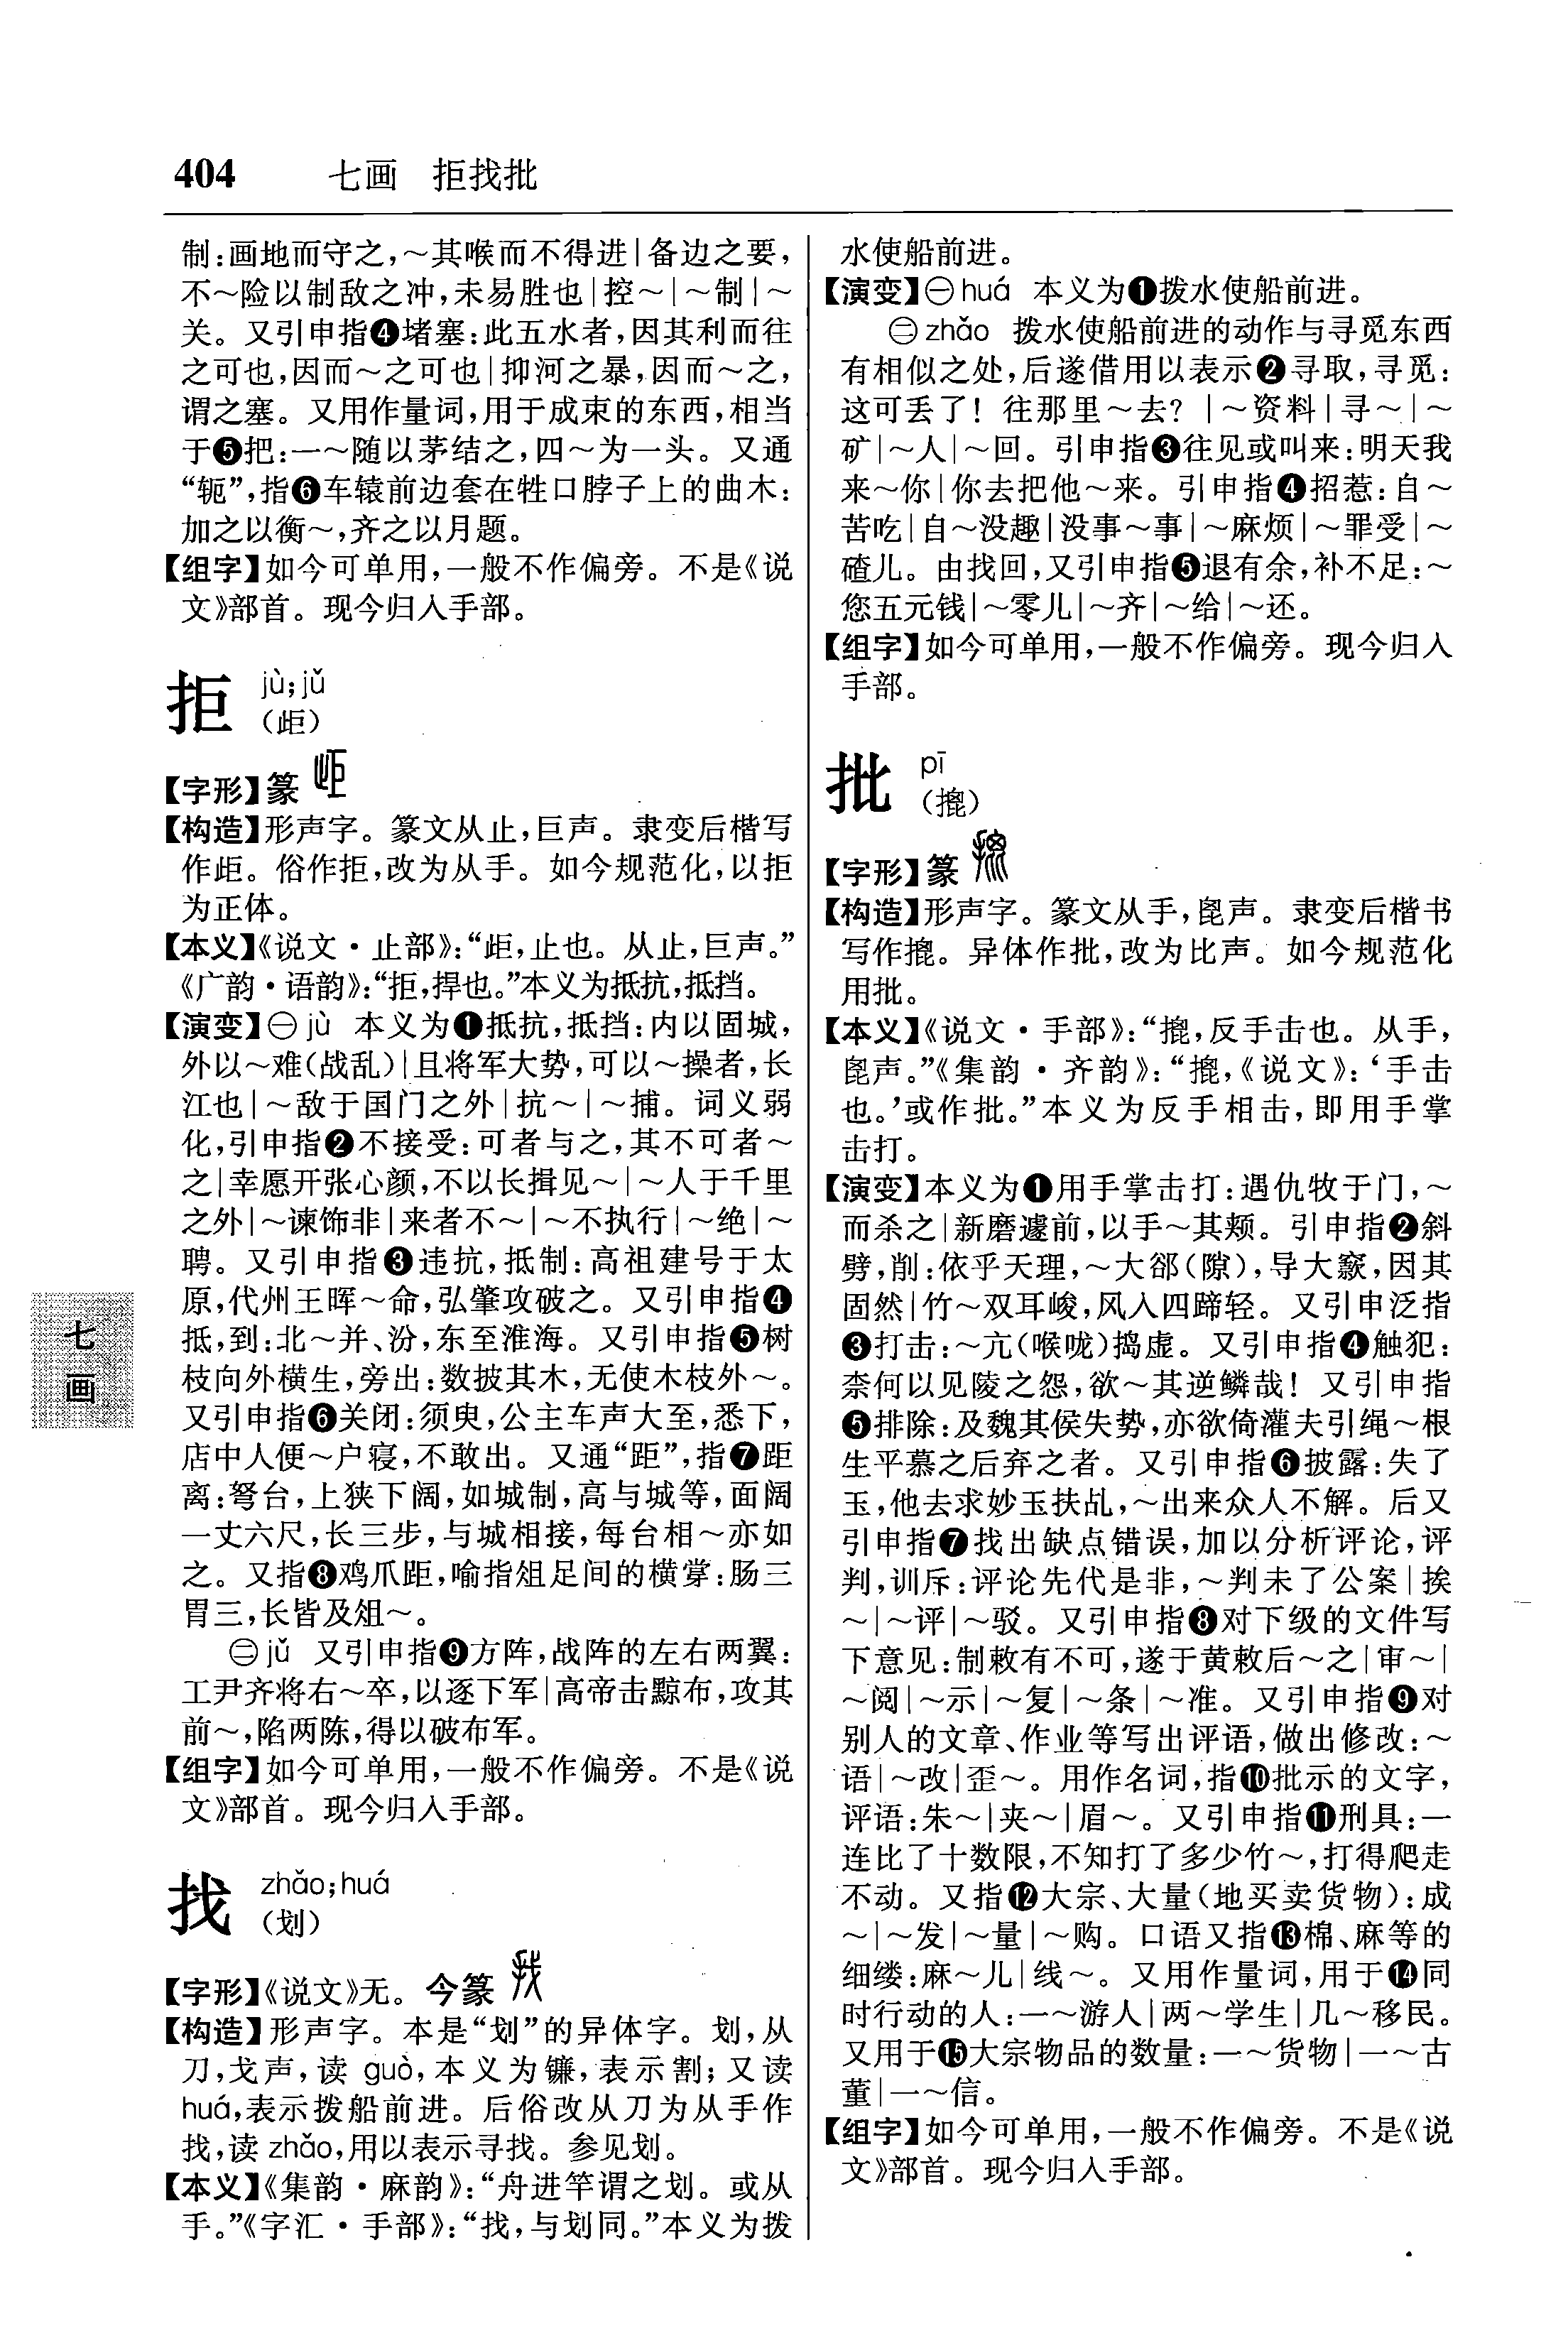 404 七画 拒找批
制:画地而守之,～其喉而不得进|备边之要,
不～险以制敌之冲,未易胜也|控～|～制|～
关。又引申指❹堵塞:此五水者,因其利而往
之可也,因而～之可也|抑河之暴,因而～之,
谓之塞。又用作量词,用于成束的东西,相当
于❺把:一～随以茅结之,四～为一头。又通
“轭”,指❻车辕前边套在牲口脖子上的曲木:
加之以衡～,齐之以月题。
【组字】如今可单用,一般不作偏旁。不是《说
文》部首。现今归入手部。
拒 jù;jǔ
(歫)
【字形】篆
【构造】形声字。篆文从止,巨声。隶变后楷写
作歫。俗作拒,改为从手。如今规范化,以拒
为正体。
【本义】《说文·止部》:“歫,止也。从止,巨声。”
《广韵·语韵》:“拒,捍也。”本义为抵抗,抵挡。
【演变】㊀jù 本义为❶抵抗,抵挡:内以固城,
外以～难(战乱)|且将军大势,可以～操者,长
江也|～敌于国门之外|抗～|～捕。词义弱
化,引申指❷不接受:可者与之,其不可者～
之|幸愿开张心颜,不以长揖见～|～人于千里
之外|～谏饰非|来者不～|～不执行|～绝|～
聘。又引申指❸违抗,抵制:高祖建号于太
原,代州王晖～命,弘肇攻破之。又引申指❹
抵,到:北～并、汾,东至淮海。又引申指❺树
枝向外横生,旁出:数披其木,无使木枝外～。
又引申指❻关闭:须臾,公主车声大至,悉下,
店中人便～户寝,不敢出。又通“距”,指❼距
离:弩台,上狭下阔,如城制,高与城等,面阔
一丈六尺,长三步,与城相接,每台相～亦如
之。又指❽鸡爪距,喻指俎足间的横掌:肠三
胃三,长皆及俎～。
㊁jǔ 又引申指❾方阵,战阵的左右两翼:
工尹齐将右～卒,以逐下军|高帝击黥布,攻其
前～,陷两陈,得以破布军。
【组字】如今可单用,一般不作偏旁。不是《说
文》部首。现今归入手部。
找 zhǎo;huá
(划)
【字形】《说文》无。今篆
【构造】形声字。本是“划”的异体字。划,从
刀,戈声,读 guò,本义为镰,表示割;又读
huá,表示拨船前进。后俗改从刀为从手作
找,读 zhǎo,用以表示寻找。参见划。
【本义】《集韵·麻韵》:“舟进竿谓之划。或从
手。”《字汇·手部》:“找,与划同。”本义为拨
水使船前进。
【演变】㊀huá 本义为❶拨水使船前进。
㊁zhǎo 拨水使船前进的动作与寻觅东西
有相似之处,后遂借用以表示❷寻取,寻觅:
这可丢了! 往那里～去? |～资料|寻～|～
矿|～人|～回。引申指❸往见或叫来:明天我
来～你|你去把他～来。引申指❹招惹:自～
苦吃|自～没趣|没事～事|～麻烦|～罪受|～
碴儿。由找回,又引申指❺退有余,补不足:～
您五元钱|～零儿|～齐|～给|～还。
【组字】如今可单用,一般不作偏旁。现今归入
手部。
批 pī
(㩺)
【字形】篆
【构造】形声字。篆文从手,毘声。隶变后楷书
写作㩺。异体作批,改为比声。如今规范化
用批。
【本义】《说文·手部》:“㩺,反手击也。从手,
毘声。”《集韵·齐韵》:“㩺,《说文》:‘手击
也。’或作批。”本义为反手相击,即用手掌
击打。
【演变】本义为❶用手掌击打:遇仇牧于门,～
而杀之|新磨遽前,以手～其颊。引申指❷斜
劈,削:依乎天理,～大郤(隙),导大窾,因其
固然|竹～双耳峻,风入四蹄轻。又引申泛指
❸打击:～亢(喉咙)捣虚。又引申指❹触犯:
柰何以见陵之怨,欲～其逆鳞哉! 又引申指
❺排除:及魏其侯失势,亦欲倚灌夫引绳～根
生平慕之后弃之者。又引申指❻披露:失了
玉,他去求妙玉扶乩,～出来众人不解。后又
引申指❼找出缺点错误,加以分析评论,评
判,训斥:评论先代是非,～判未了公案|挨
～|～评|～驳。又引申指❽对下级的文件写
下意见:制敕有不可,遂于黄敕后～之|审～|
～阅|～示|～复|～条|～准。又引申指❾对
别人的文章、作业等写出评语,做出修改:～
语|～改|歪～。用作名词,指❿批示的文字,
评语:朱～|夹～|眉～。又引申指⓫刑具:一
连比了十数限,不知打了多少竹～,打得爬走
不动。又指⓬大宗、大量(地买卖货物):成
～|～发|～量|～购。口语又指⓭棉、麻等的
细缕:麻～儿|线～。又用作量词,用于⓮同
时行动的人:一～游人|两～学生|几～移民。
又用于⓯大宗物品的数量:一～货物|一～古
董|一～信。
【组字】如今可单用,一般不作偏旁。不是《说
文》部首。现今归入手部。
七
画